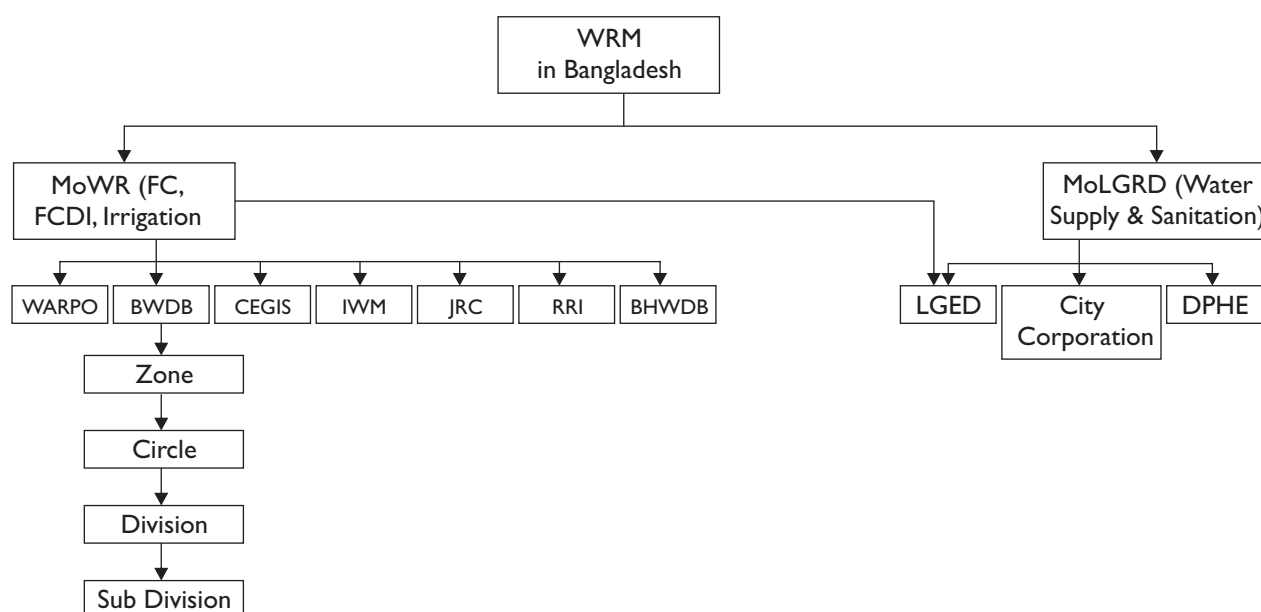 WRM
in Bangladesh
MoWR (FC,
FCDI, Irrigation
MoLGRD (Water
Supply & Sanitation)
WARPO
BWDB
CEGIS
IWM
JRC
RRI
BHWDB
LGED
City
Corporation
DPHE
Zone
Circle
Division
Sub Division